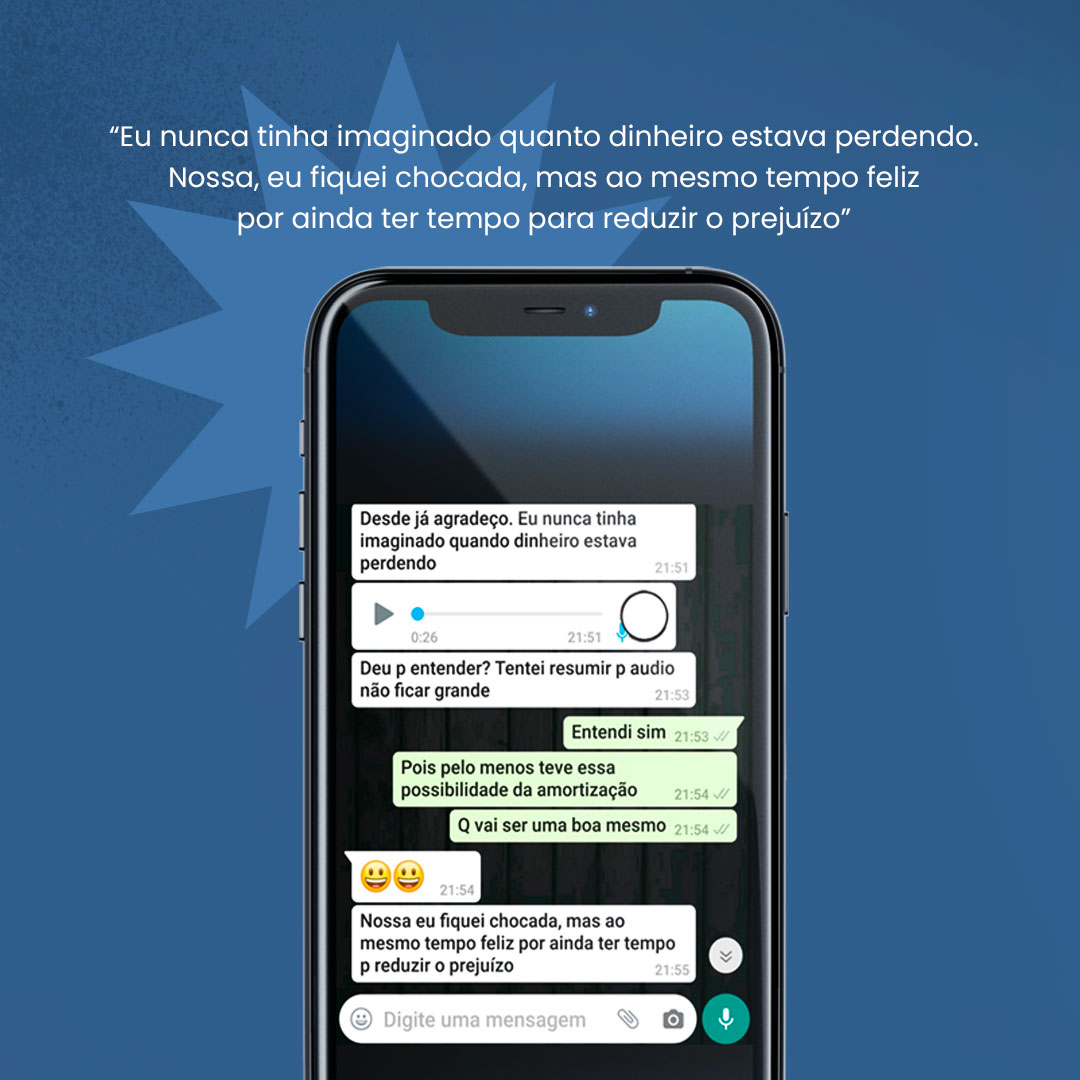 “Eu nunca tinha imaginado quanto dinheiro estava perdendo.
Nossa, eu fiquei chocada, mas ao mesmo tempo feliz
por ainda ter tempo para reduzir o prejuízo”
Desde já agradeço. Eu nunca tinha
imaginado quando dinheiro estava
perdendo
21:51
0:26
21:51
Deu p entender? Tentei resumir p audio
não ficar grande
21:53
Entendi sim 21:53
Pois pelo menos teve essa
possibilidade da amortização
21:54
Q vai ser uma boa mesmo 21:54
21:54
Nossa eu fiquei chocada, mas ao
mesmo tempo feliz por ainda ter tempo
p reduzir o prejuízo
21:55
Digite uma mensagem